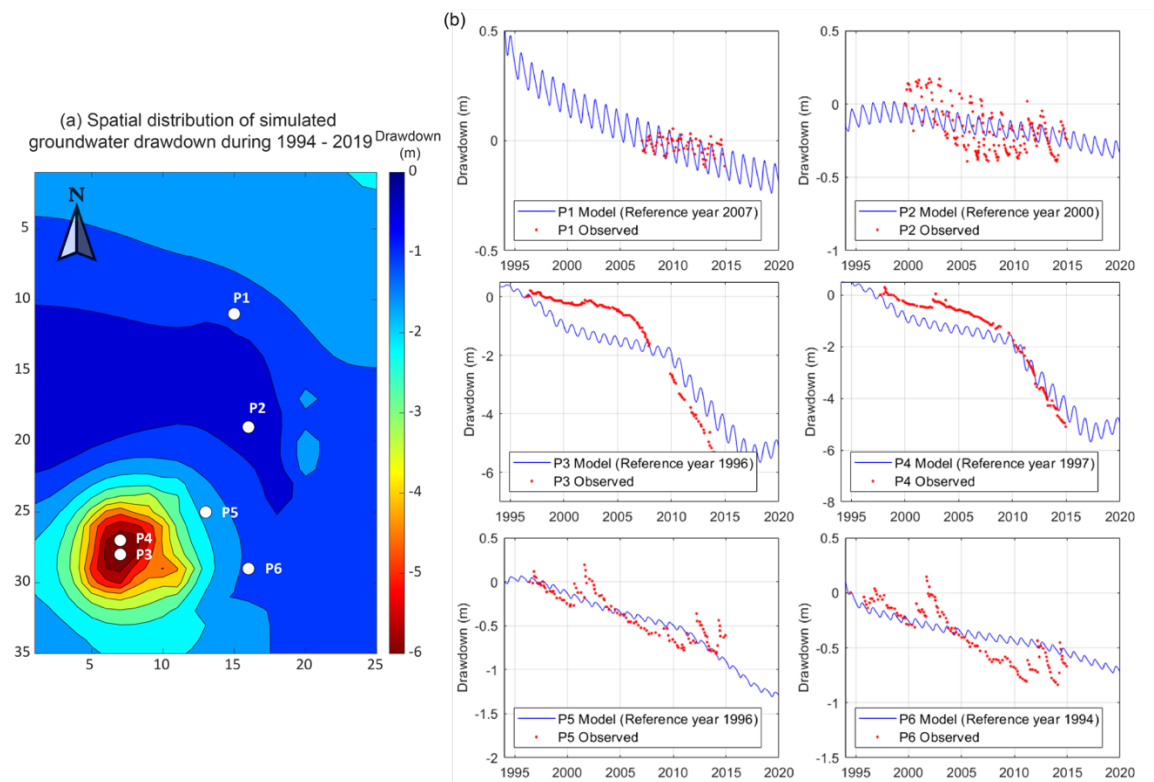 (b)
(a) Spatial distribution of simulated
groundwater drawdown during 1994 - 2019
Drawdown
(m)
N
P1
P2
P5
P4
P3
P6
5
10
15
20
25
30
35
5
10
15
20
25
0
-1
-2
-3
-4
-5
-6
Drawdown (m)
0.5
0
-0.5
P1 Model (Reference year 2007)
P1 Observed
1995 2000 2005 2010 2015 2020
Drawdown (m)
0.5
0
-0.5
-1
P2 Model (Reference year 2000)
P2 Observed
1995 2000 2005 2010 2015 2020
Drawdown (m)
0
-2
-4
-6
P3 Model (Reference year 1996)
P3 Observed
1995 2000 2005 2010 2015 2020
Drawdown (m)
0
-2
-4
-6
-8
P4 Model (Reference year 1997)
P4 Observed
1995 2000 2005 2010 2015 2020
Drawdown (m)
0.5
0
-0.5
-1
-1.5
-2
P5 Model (Reference year 1996)
P5 Observed
1995 2000 2005 2010 2015 2020
Drawdown (m)
0.5
0
-0.5
-1
-1.5
P6 Model (Reference year 1994)
P6 Observed
1995 2000 2005 2010 2015 2020